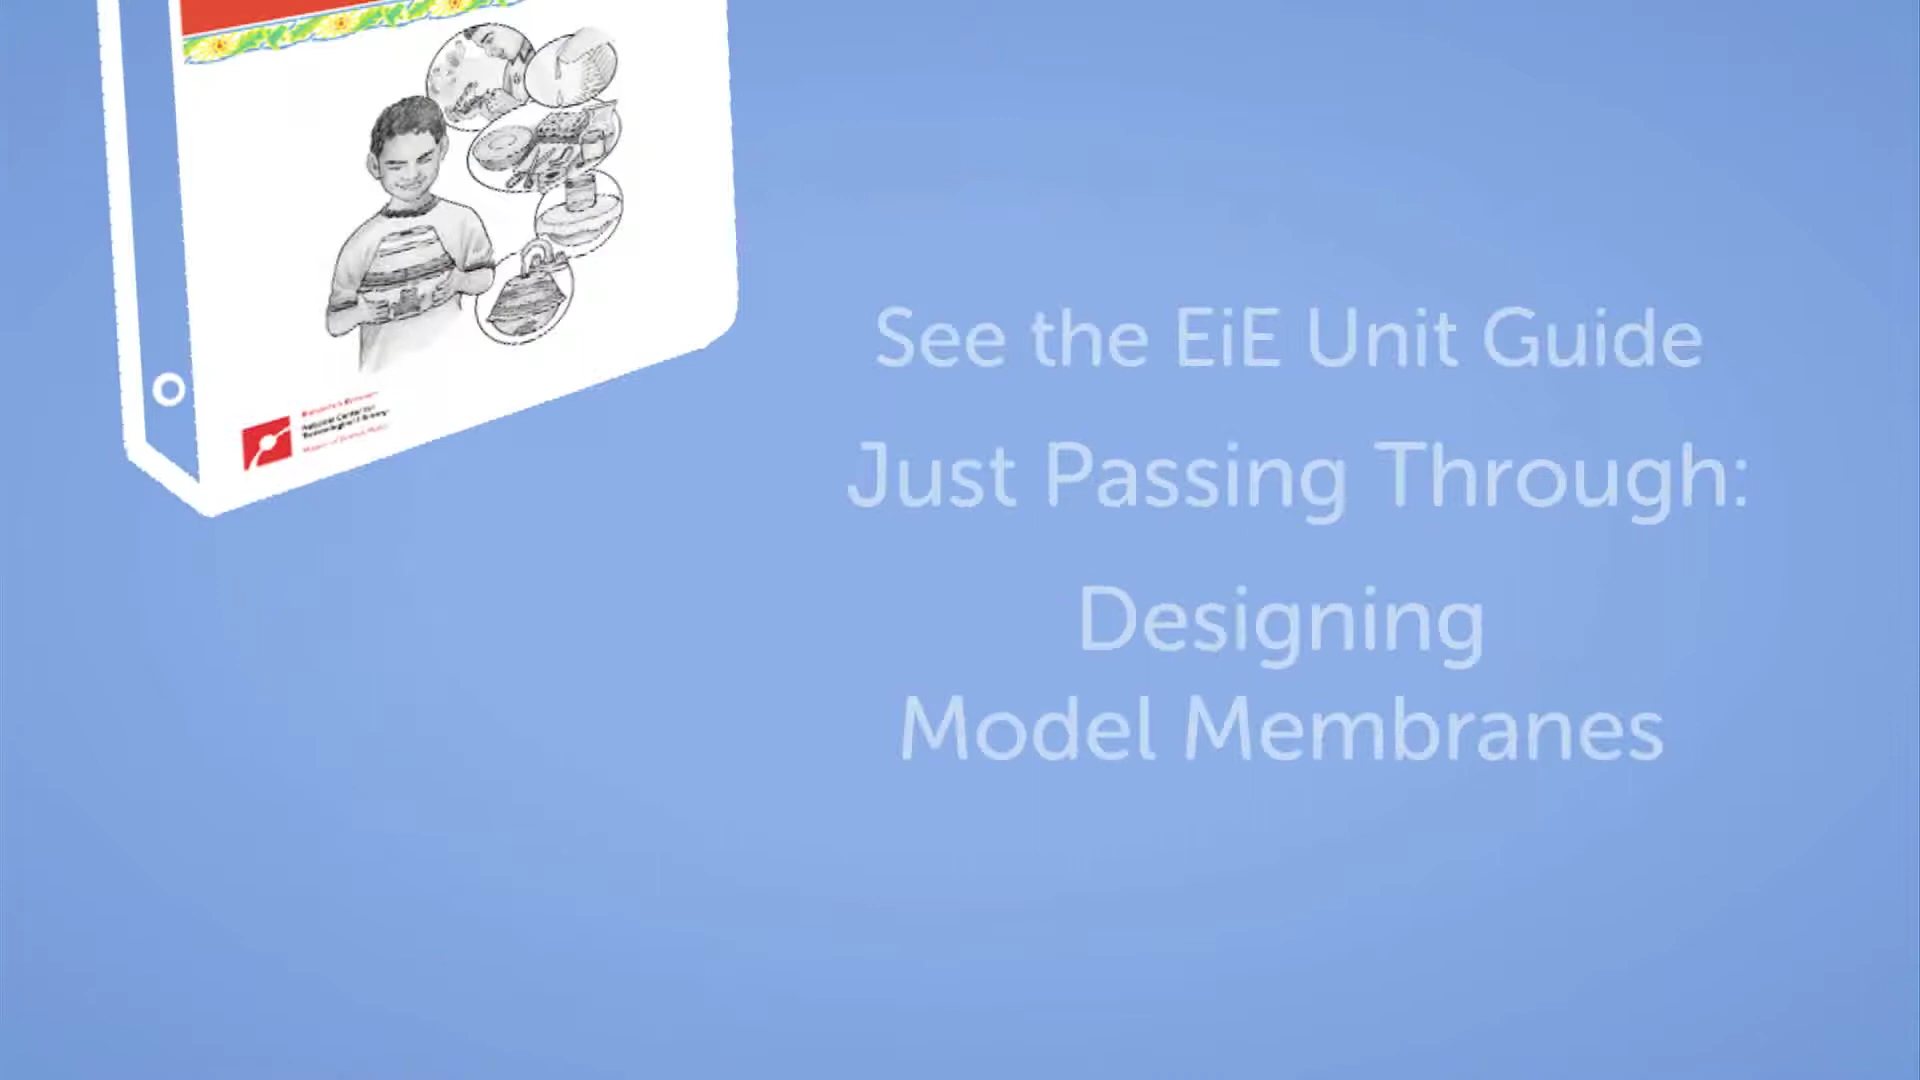 See the EiE Unit Guide
Just Passing Through:
Designing
Model Membranes